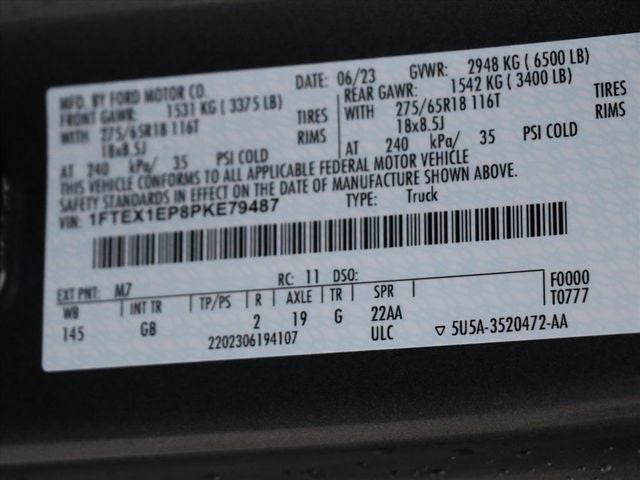 MFD. BY FORD MOTOR CO. DATE: 06/23 GVWR: 2948 KG ( 6500 LB)
FRONT GAWR: 1531 KG ( 3375 LB) REAR GAWR: 1542 KG ( 3400 LB)
WITH 275/65R18 116T TIRES WITH 275/65R18 116T TIRES
18x8.5J RIMS 18x8.5J RIMS
AT 240 kPa/ 35 PSI COLD AT 240 kPa/ 35 PSI COLD
THIS VEHICLE CONFORMS TO ALL APPLICABLE FEDERAL MOTOR VEHICLE
SAFETY STANDARDS IN EFFECT ON THE DATE OF MANUFACTURE SHOWN ABOVE.
VIN: 1FTEX1EP8PKE79487 TYPE: Truck
EXT PNT: M7 RC: 11 DSO:
WB INT TR TP/PS R AXLE TR SPR F0000
145 GB 2 19 G 22AA T0777
2202306194107 ULC ▽ 5U5A-3520472-AA